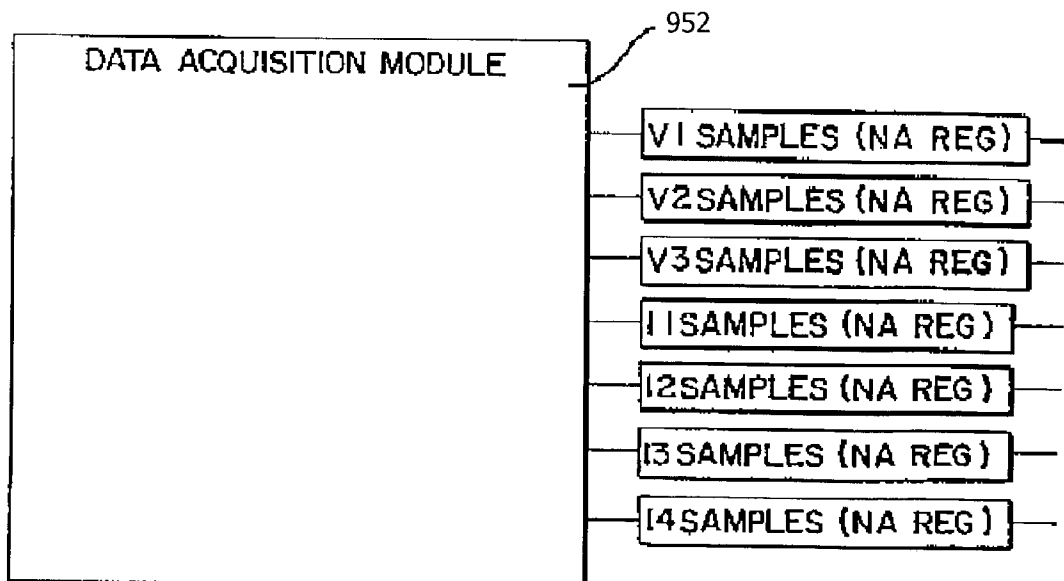 952
DATA ACQUISITION MODULE
V1 SAMPLES (NA REG)
V2 SAMPLES (NA REG)
V3 SAMPLES (NA REG)
I1 SAMPLES (NA REG)
I2 SAMPLES (NA REG)
I3 SAMPLES (NA REG)
I4 SAMPLES (NA REG)